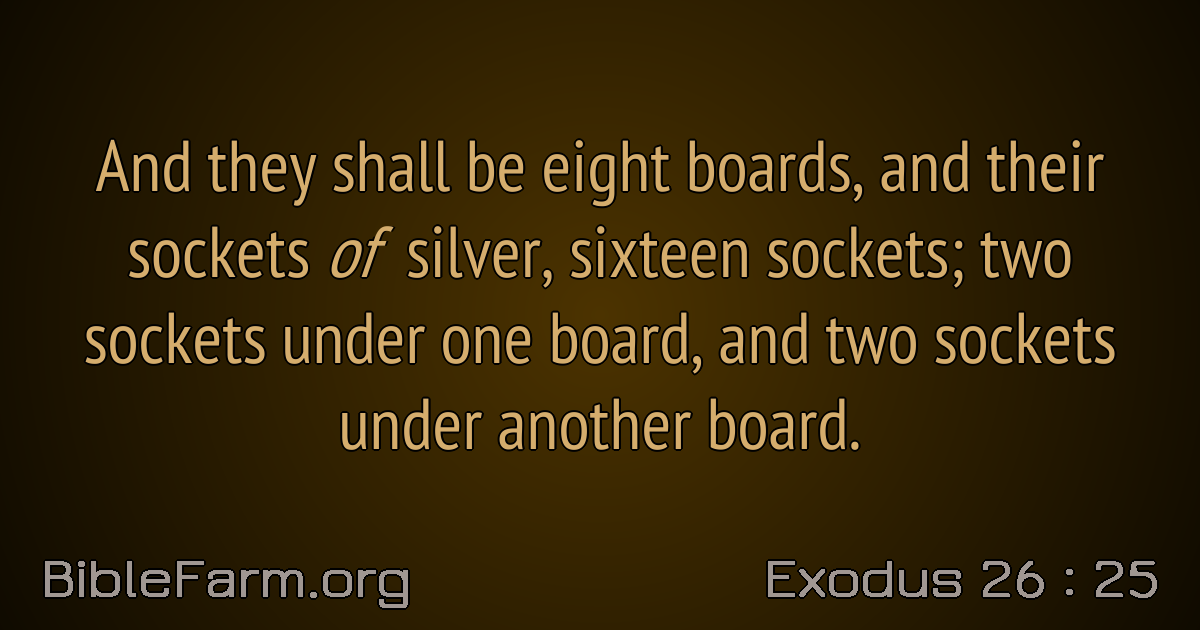 And they shall be eight boards, and their
sockets of silver, sixteen sockets; two
sockets under one board, and two sockets
under another board.
BibleFarm.org
Exodus 26 : 25